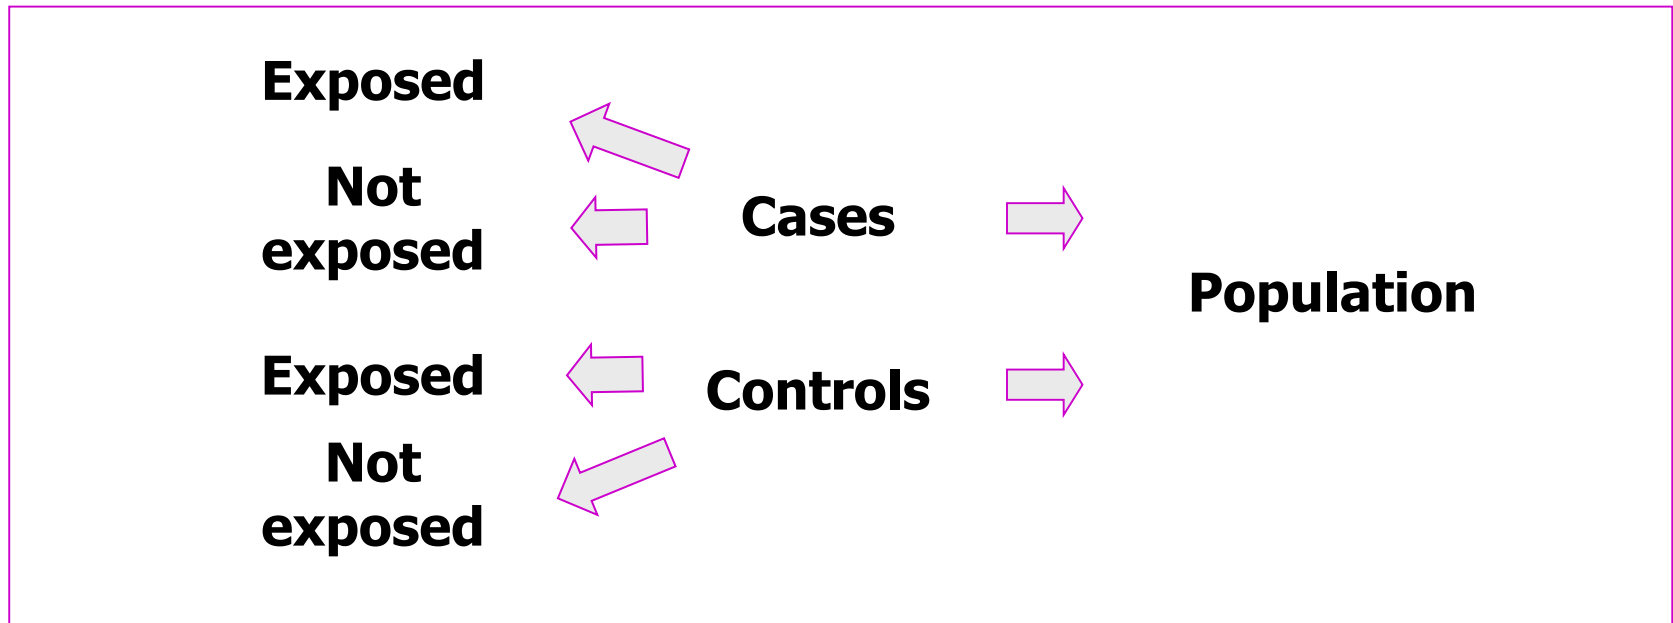 Exposed
Not
exposed
Cases
Population
Exposed
Controls
Not
exposed